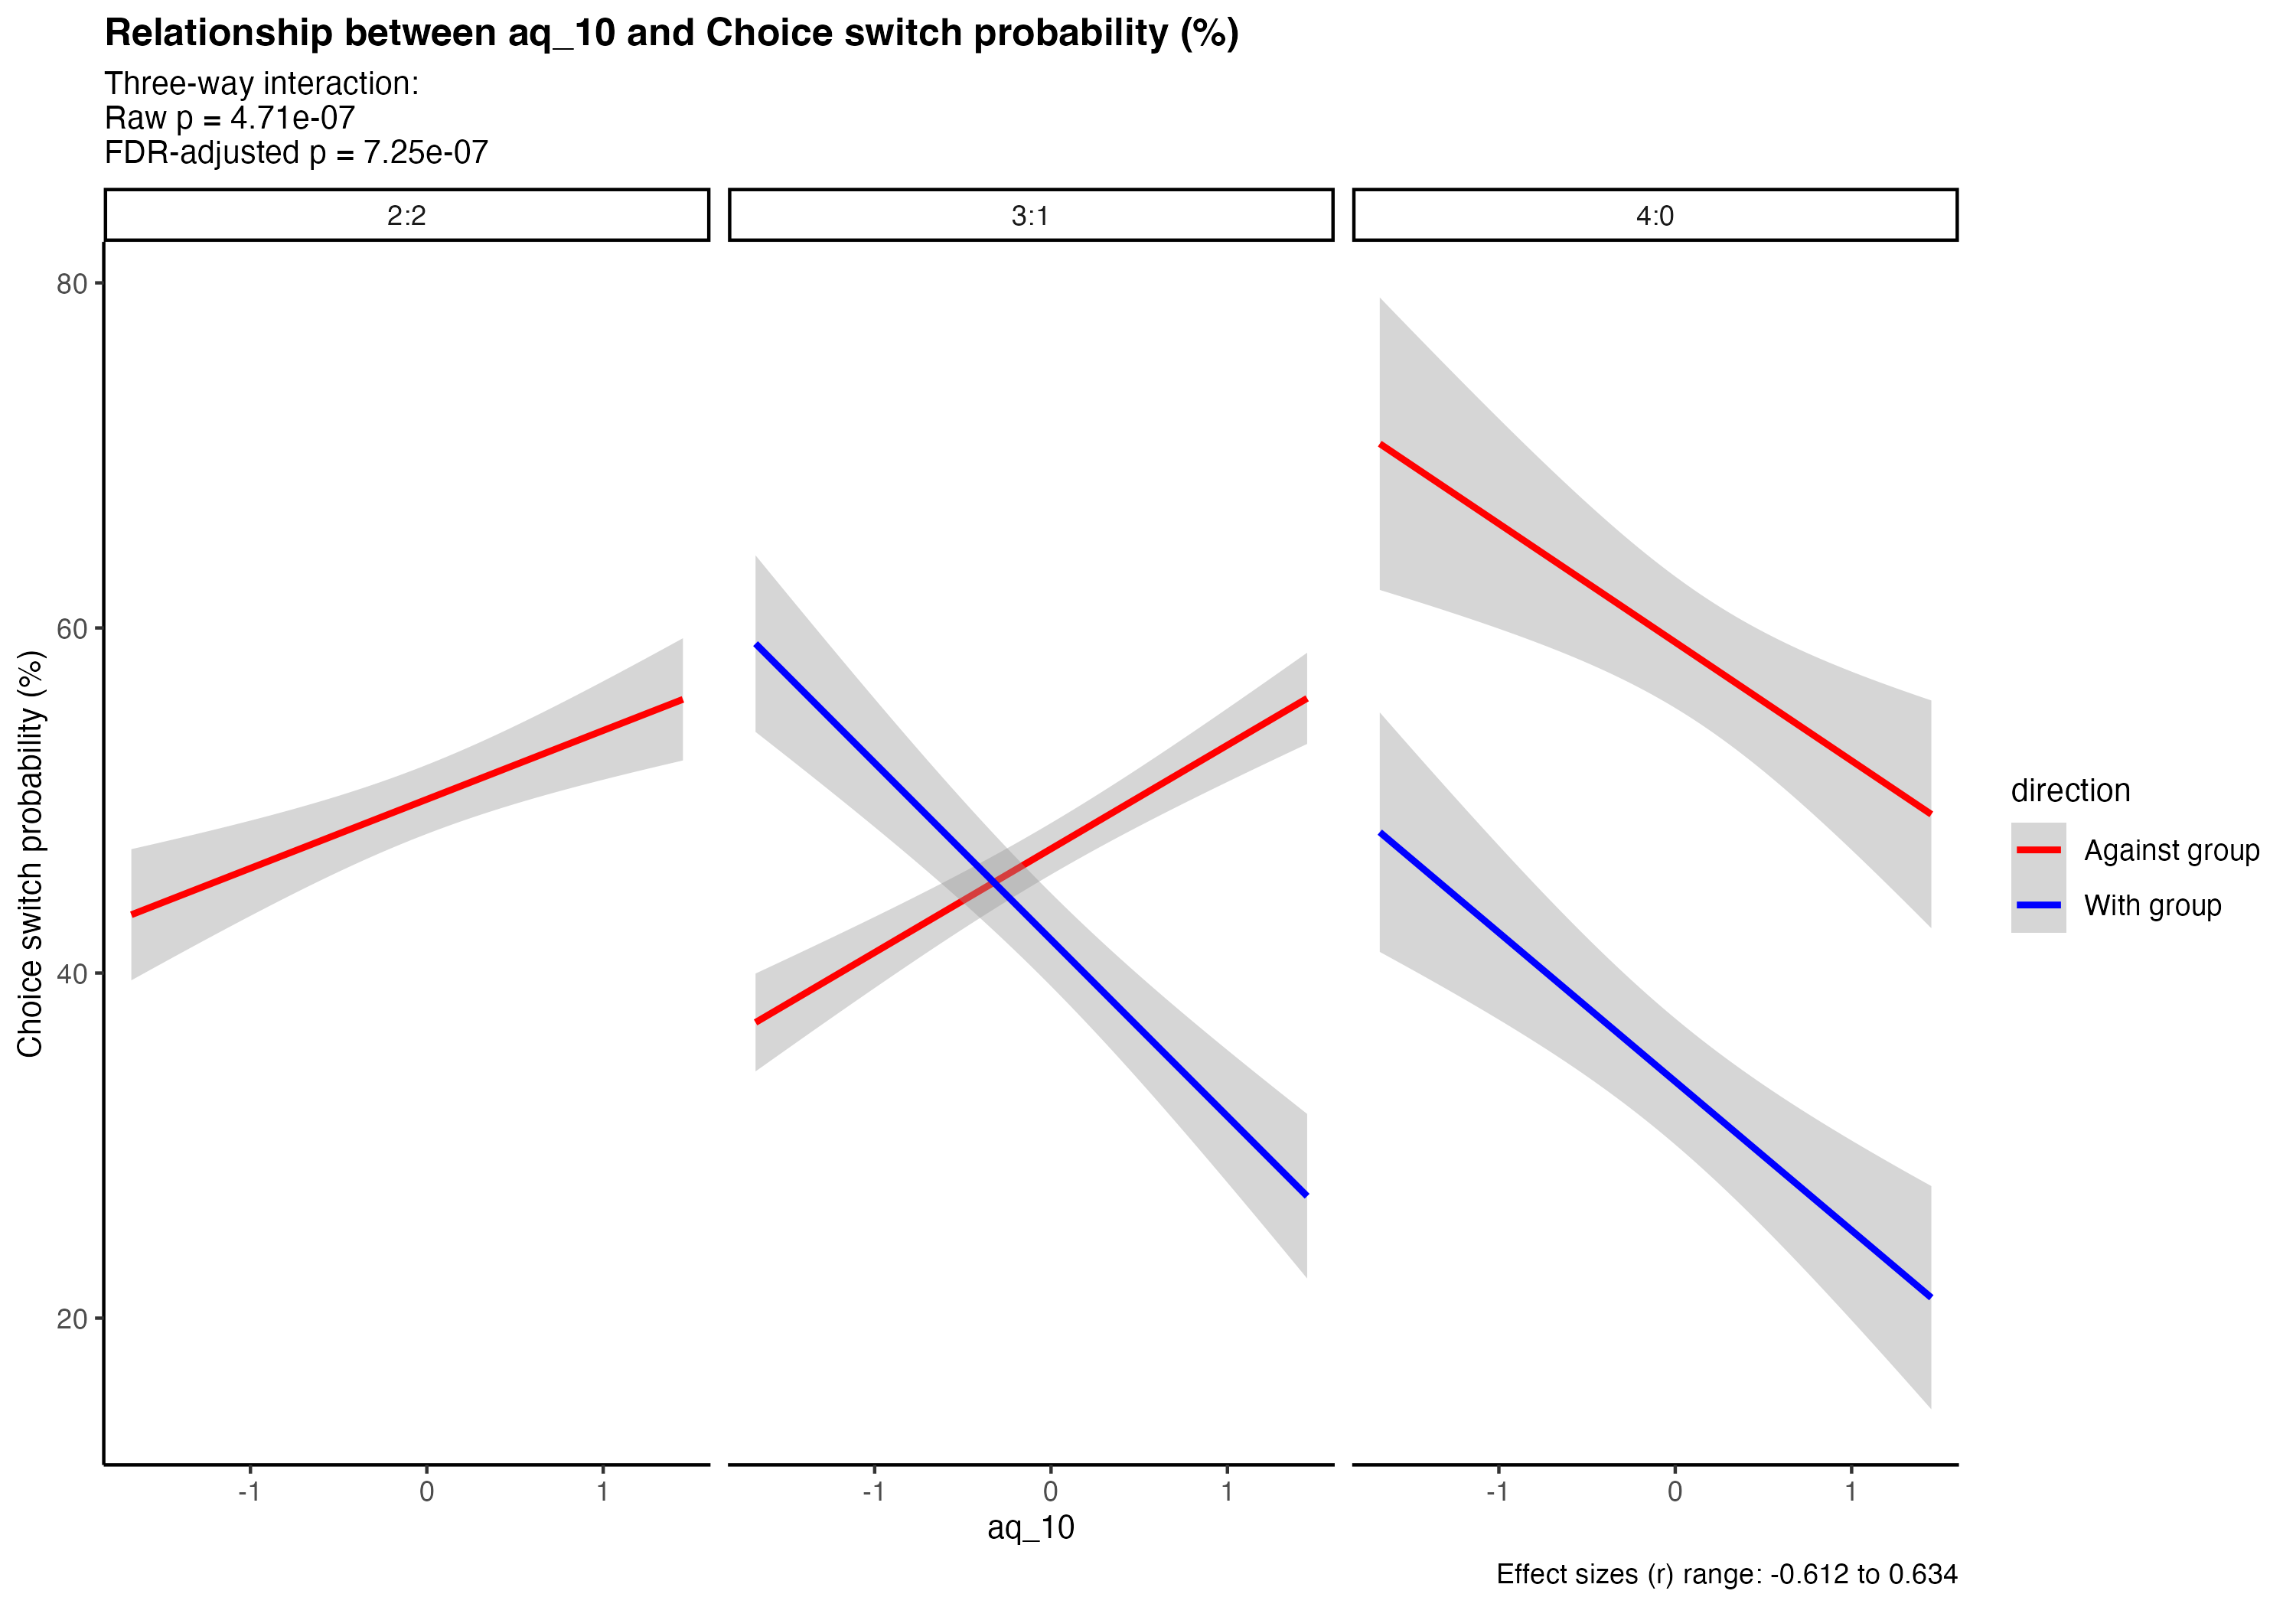 Relationship between aq_10 and Choice switch probability (%)
Three-way interaction:
Raw p = 4.71e-07
FDR-adjusted p = 7.25e-07
2:2
3:1
4:0
Choice switch probability (%)
80
60
40
20
-1
0
1
-1
0
1
-1
0
1
aq_10
direction
Against group
With group
Effect sizes (r) range: -0.612 to 0.634